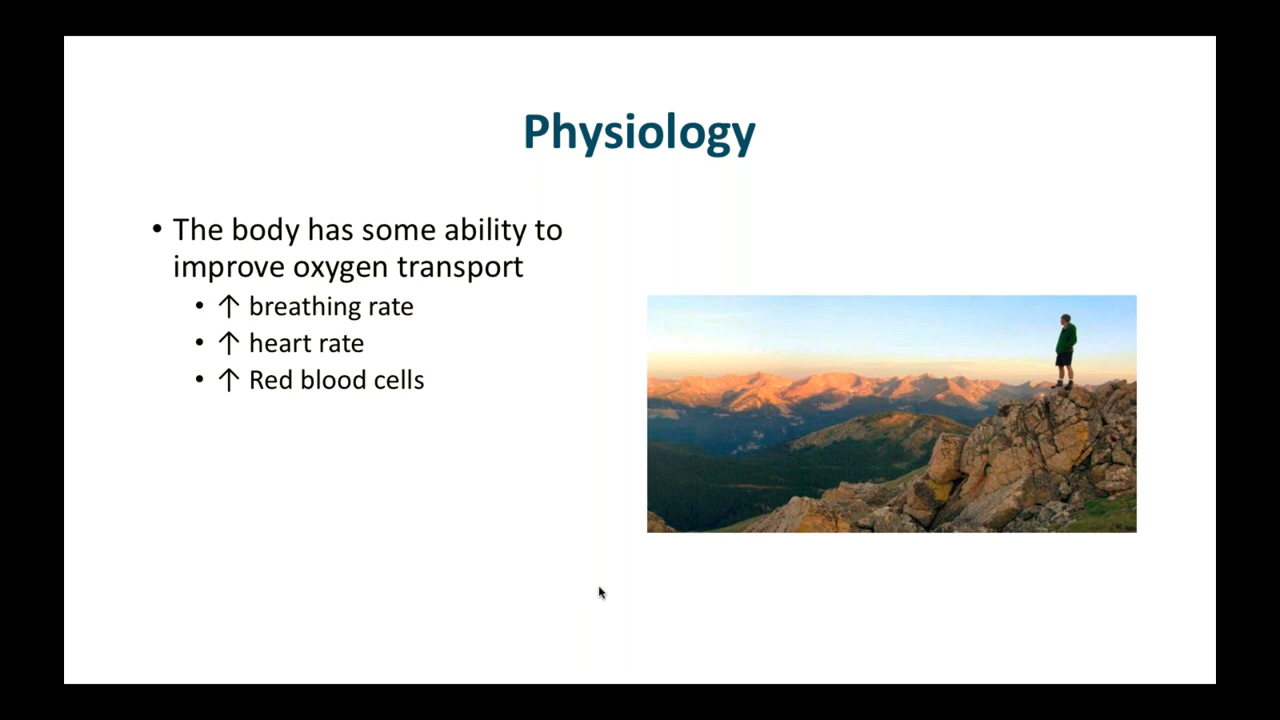 Physiology
• The body has some ability to
improve oxygen transport
• ↑ breathing rate
• ↑ heart rate
• ↑ Red blood cells